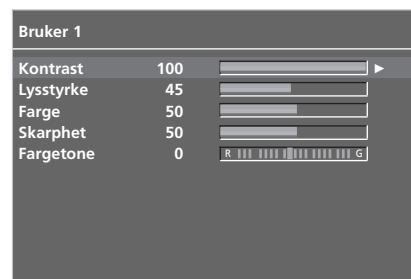 Bruker 1
Kontrast 100
Lysstyrke 45
Farge 50
Skarphet 50
Fargetone 0 R G